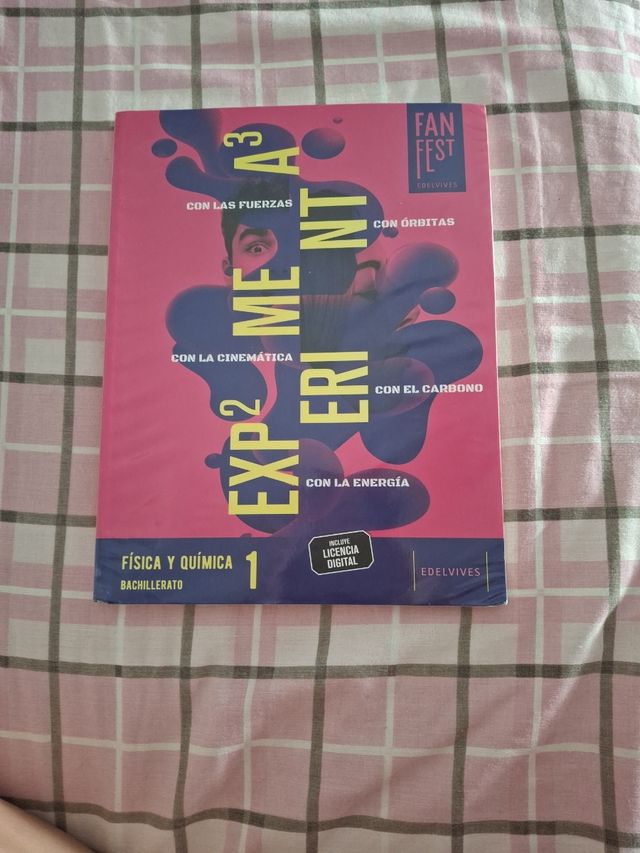 FAN
FEST
EDELVIVES
CON LAS FUERZAS
CON ÓRBITAS
CON LA CINEMÁTICA
CON EL CARBONO
CON LA ENERGÍA
EXP² ME A³
ERI NT
FÍSICA Y QUÍMICA 1
BACHILLERATO
INCLUYE
LICENCIA
DIGITAL
EDELVIVES